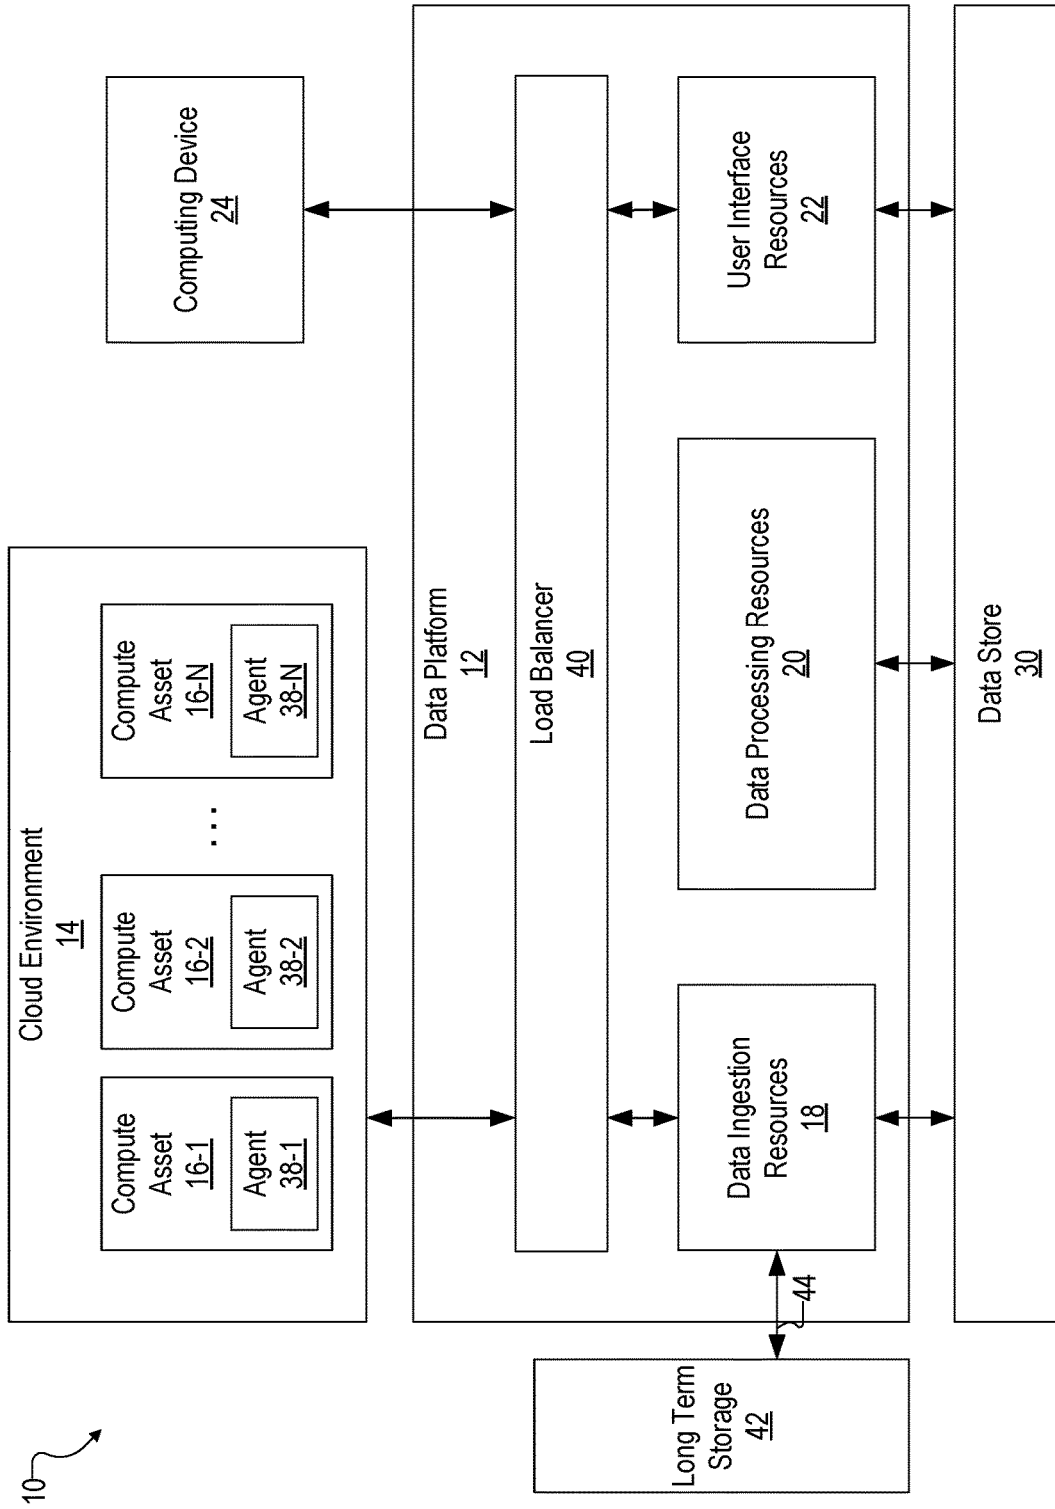 10
Cloud Environment
14
Compute
Asset
16-1
Agent
38-1
Compute
Asset
16-2
Agent
38-2
...
Compute
Asset
16-N
Agent
38-N
Computing Device
24
Data Platform
12
Load Balancer
40
Long Term
Storage
42
44
Data Ingestion
Resources
18
Data Processing Resources
20
User Interface
Resources
22
Data Store
30